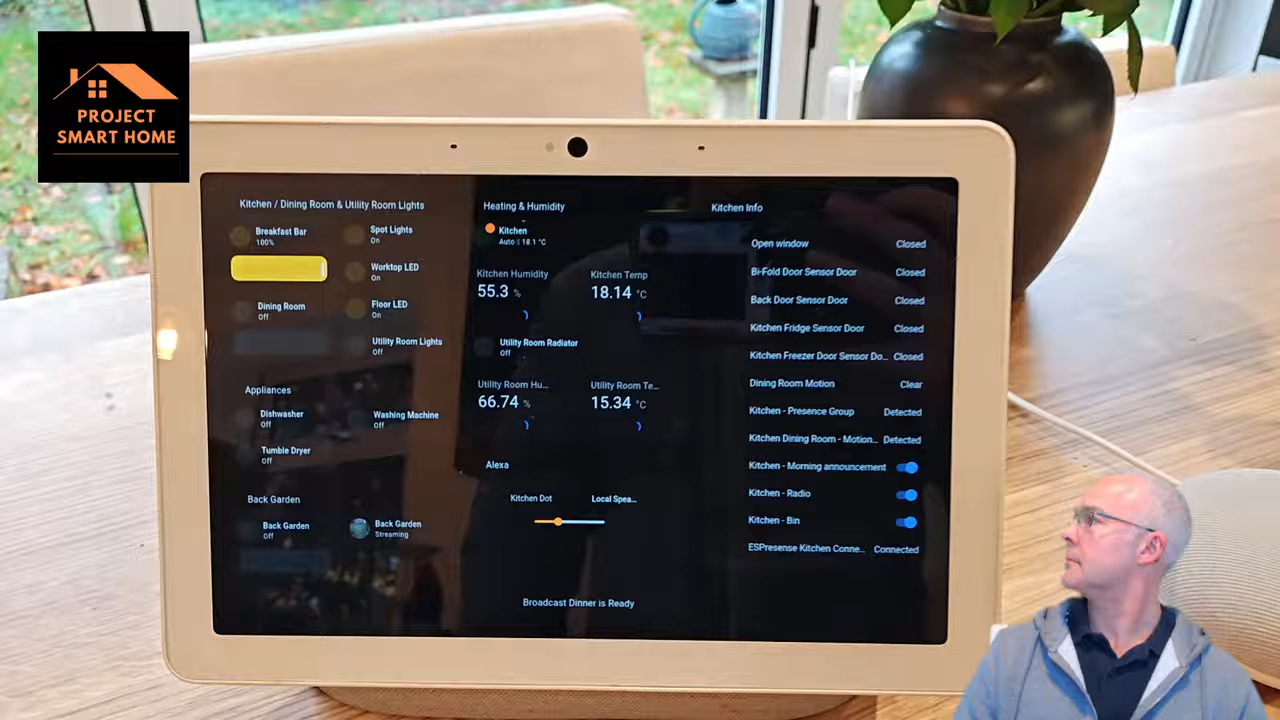 PROJECT
SMART HOME
Kitchen / Dining Room & Utility Room Lights
Breakfast Bar
100%
Spot Lights
On
Worktop LED
On
Dining Room
Off
Floor LED
On
Utility Room Lights
Off
Appliances
Dishwasher
Off
Washing Machine
Off
Tumble Dryer
Off
Back Garden
Back Garden
Off
Back Garden
Streaming
Heating & Humidity
Kitchen
Auto 18.1 °C
Kitchen Humidity
55.3 %
Kitchen Temp
18.14 °C
Utility Room Radiator
Off
Utility Room Hu...
66.74 %
Utility Room Te...
15.34 °C
Alexa
Kitchen Dot
Local Spea...
Broadcast Dinner is Ready
Kitchen Info
Open window Closed
Bi-Fold Door Sensor Door Closed
Back Door Sensor Door Closed
Kitchen Fridge Sensor Door Closed
Kitchen Freezer Door Sensor Do... Closed
Dining Room Motion Clear
Kitchen - Presence Group Detected
Kitchen Dining Room - Motion... Detected
Kitchen - Morning announcement
Kitchen - Radio
Kitchen - Bin
ESPresense Kitchen Conne... Connected